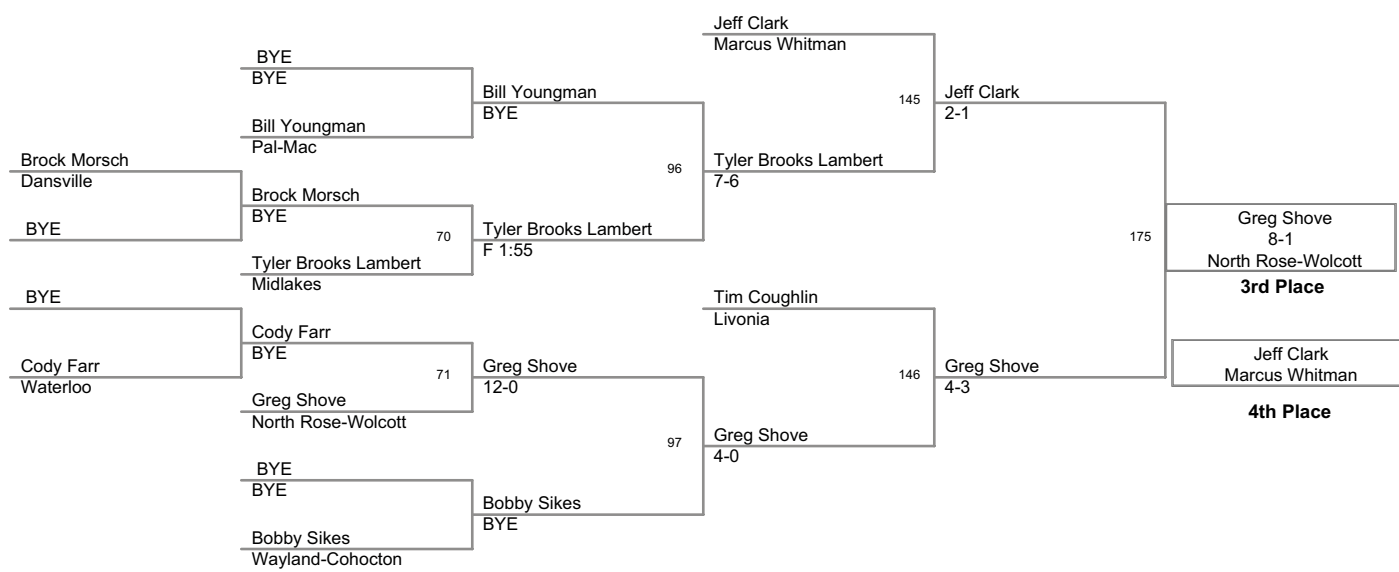 Jeff Clark
Marcus Whitman
BYE
BYE
Bill Youngman
BYE
145
Jeff Clark
2-1
Bill Youngman
Pal-Mac
Brock Morsch
Dansville
96
Tyler Brooks Lambert
7-6
Brock Morsch
BYE
BYE
70
Tyler Brooks Lambert
F 1:55
175
Greg Shove
8-1
North Rose-Wolcott
3rd Place
Tyler Brooks Lambert
Midlakes
BYE
Tim Coughlin
Livonia
Cody Farr
BYE
Cody Farr
Waterloo
71
Greg Shove
12-0
146
Greg Shove
4-3
Jeff Clark
Marcus Whitman
4th Place
Greg Shove
North Rose-Wolcott
97
Greg Shove
4-0
BYE
BYE
Bobby Sikes
BYE
Bobby Sikes
Wayland-Cohocton